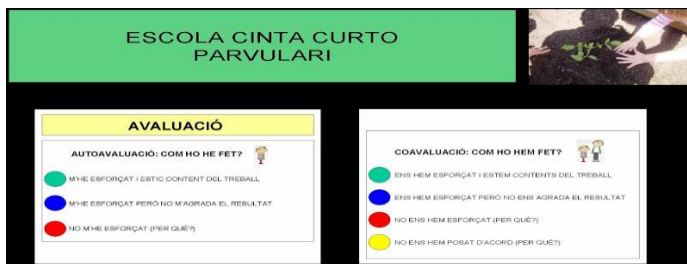 ESCOLA CINTA CURTO
PARVULARI
AVALUACIÓ
AUTOAVALUACIÓ: COM HO HE FET?
M'HE ESFORÇAT I ESTIC CONTENT DEL TREBALL
M'HE ESFORÇAT PERÒ NO M'AGRADA EL RESULTAT
NO M'HE ESFORÇAT (PER QUÈ?)
COAVALUACIÓ: COM HO HEM FET?
ENS HEM ESFORÇAT I ESTEM CONTENTS DEL TREBALL
ENS HEM ESFORÇAT PERÒ NO ENS AGRADA EL RESULTAT
NO ENS HEM ESFORÇAT (PER QUÈ?)
NO ENS HEM POSAT D'ACORD (PER QUÈ?)